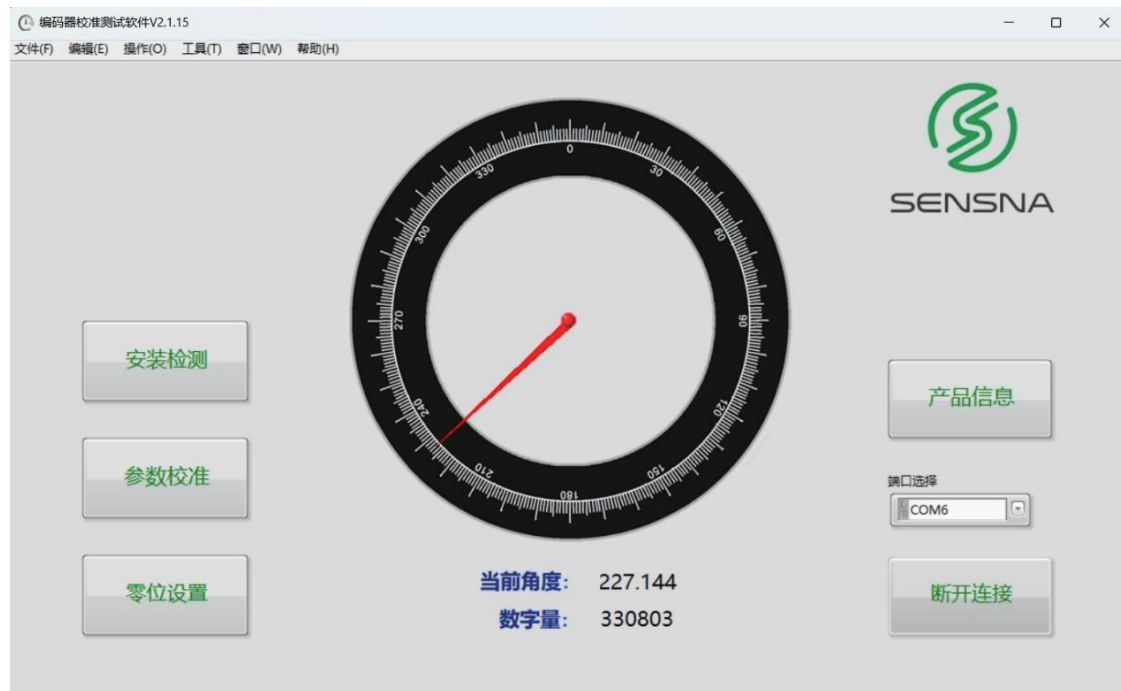 编码器校准测试软件V2.1.15
文件(F) 编辑(E) 操作(O) 工具(T) 窗口(W) 帮助(H)
SENSNA
0
30
60
90
120
150
180
210
240
270
300
330
安装检测
参数校准
零位设置
产品信息
端口选择
COM6
断开连接
当前角度: 227.144
数字量: 330803